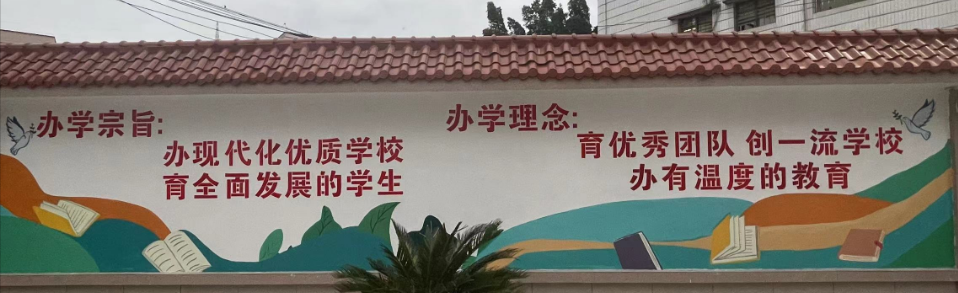 办学宗旨:
办现代化优质学校
育全面发展的学生
办学理念:
育优秀团队 创一流学校
办有温度的教育